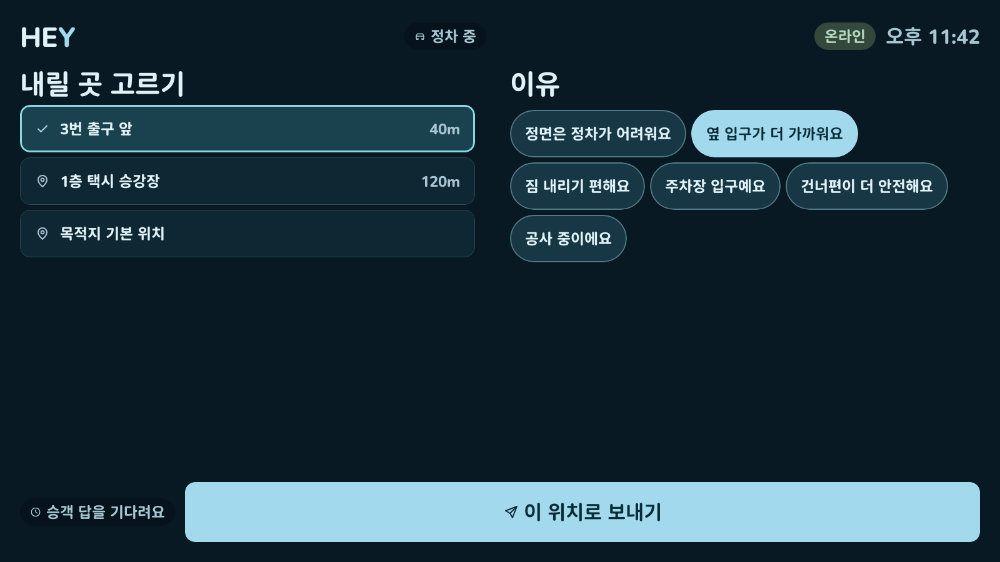 HEY
정차 중
온라인
오후 11:42
내릴 곳 고르기
3번 출구 앞
40m
1층 택시 승강장
120m
목적지 기본 위치
이유
정면은 정차가 어려워요
옆 입구가 더 가까워요
짐 내리기 편해요
주차장 입구예요
건너편이 더 안전해요
공사 중이에요
승객 답을 기다려요
이 위치로 보내기